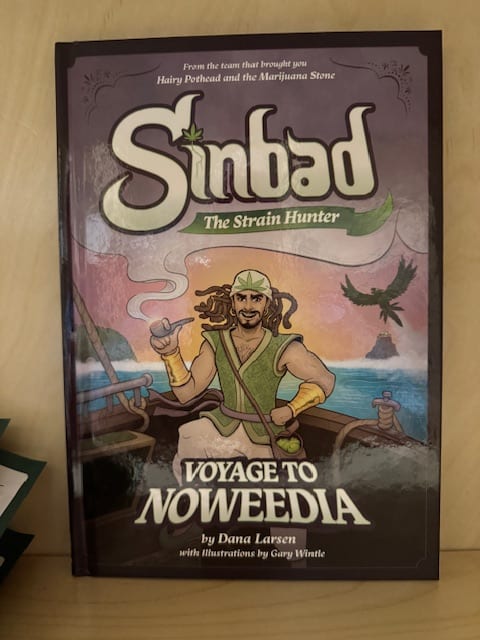 From the team that brought you
Hairy Pothead and the Marijuana Stone
Sinbad
The Strain Hunter
VOYAGE TO
NOWEEDIA
by Dana Larsen
with Illustrations by Gary Wintle